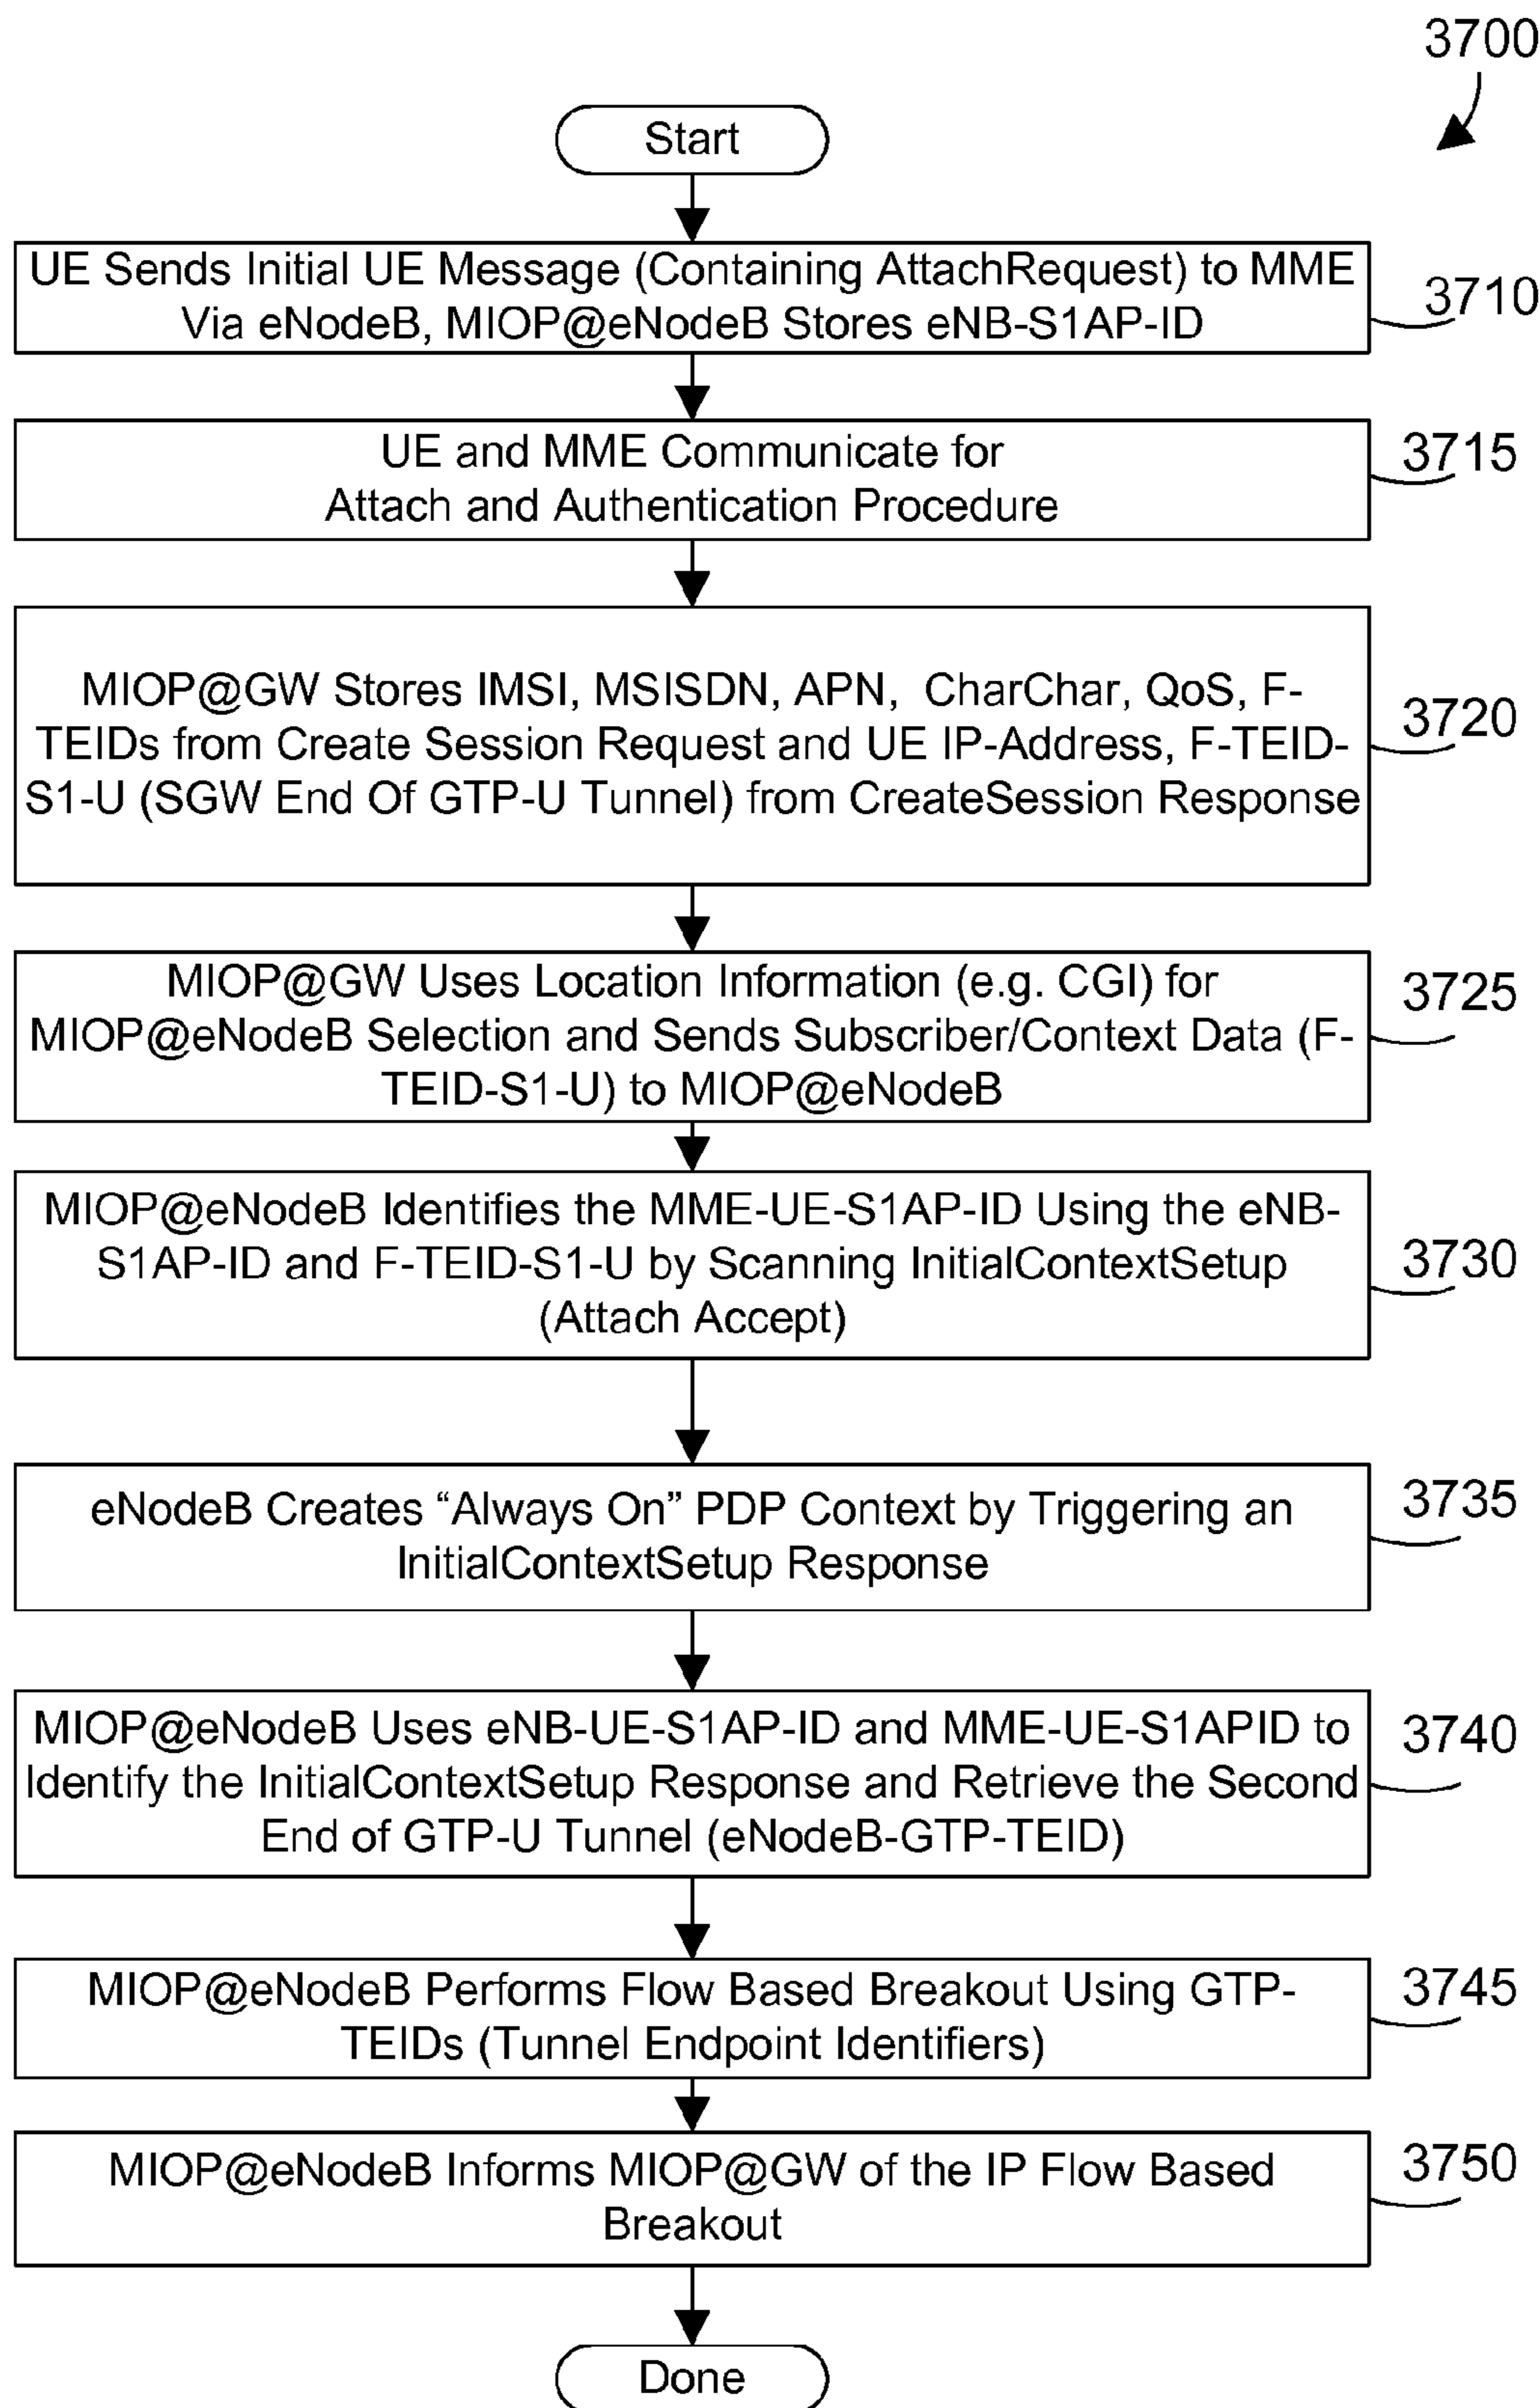 3700
Start
UE Sends Initial UE Message (Containing AttachRequest) to MME
Via eNodeB, MIOP@eNodeB Stores eNB-S1AP-ID
3710
UE and MME Communicate for
Attach and Authentication Procedure
3715
MIOP@GW Stores IMSI, MSISDN, APN, CharChar, QoS, F-
TEIDs from Create Session Request and UE IP-Address, F-TEID-
S1-U (SGW End Of GTP-U Tunnel) from CreateSession Response
3720
MIOP@GW Uses Location Information (e.g. CGI) for
MIOP@eNodeB Selection and Sends Subscriber/Context Data (F-
TEID-S1-U) to MIOP@eNodeB
3725
MIOP@eNodeB Identifies the MME-UE-S1AP-ID Using the eNB-
S1AP-ID and F-TEID-S1-U by Scanning InitialContextSetup
(Attach Accept)
3730
eNodeB Creates “Always On” PDP Context by Triggering an
InitialContextSetup Response
3735
MIOP@eNodeB Uses eNB-UE-S1AP-ID and MME-UE-S1APID to
Identify the InitialContextSetup Response and Retrieve the Second
End of GTP-U Tunnel (eNodeB-GTP-TEID)
3740
MIOP@eNodeB Performs Flow Based Breakout Using GTP-
TEIDs (Tunnel Endpoint Identifiers)
3745
MIOP@eNodeB Informs MIOP@GW of the IP Flow Based
Breakout
3750
Done